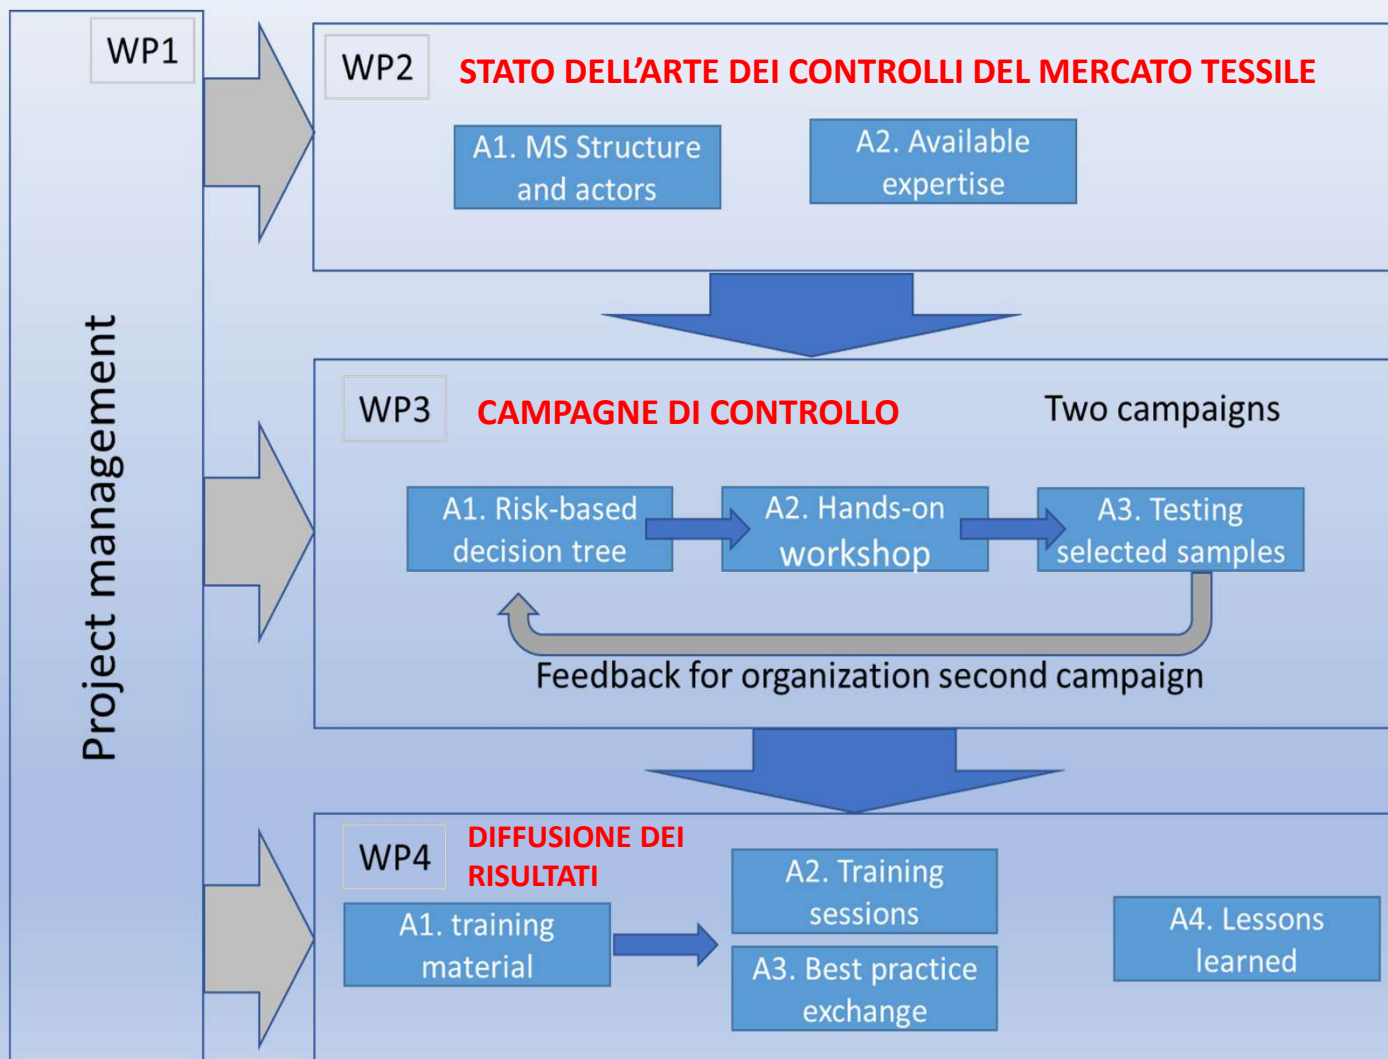 WP1
Project management
WP2
STATO DELL’ARTE DEI CONTROLLI DEL MERCATO TESSILE
A1. MS Structure
and actors
A2. Available
expertise
WP3
CAMPAGNE DI CONTROLLO
Two campaigns
A1. Risk-based
decision tree
A2. Hands-on
workshop
A3. Testing
selected samples
Feedback for organization second campaign
WP4
DIFFUSIONE DEI
RISULTATI
A1. training
material
A2. Training
sessions
A3. Best practice
exchange
A4. Lessons
learned